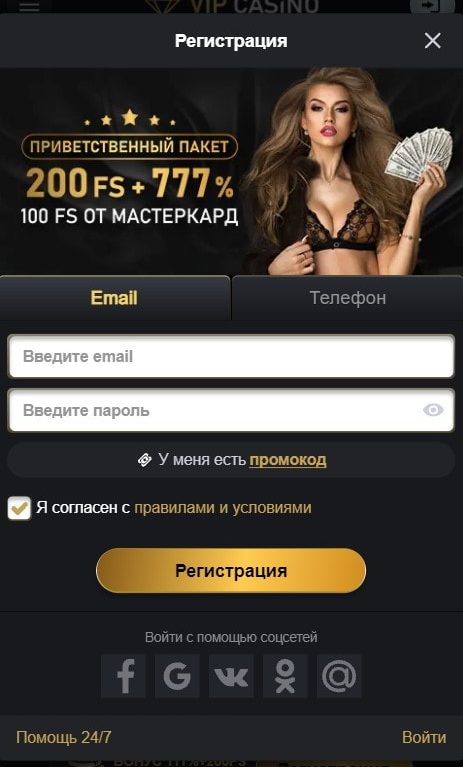 VIP CASINO
Регистрация
ПРИВЕТСТВЕННЫЙ ПАКЕТ
200 FS + 777 %
100 FS ОТ МАСТЕРКАРД
Email
Телефон
Введите email
Введите пароль
У меня есть промокод
Я согласен с правилами и условиями
Регистрация
Войти с помощью соцсетей
Помощь 24/7
Войти